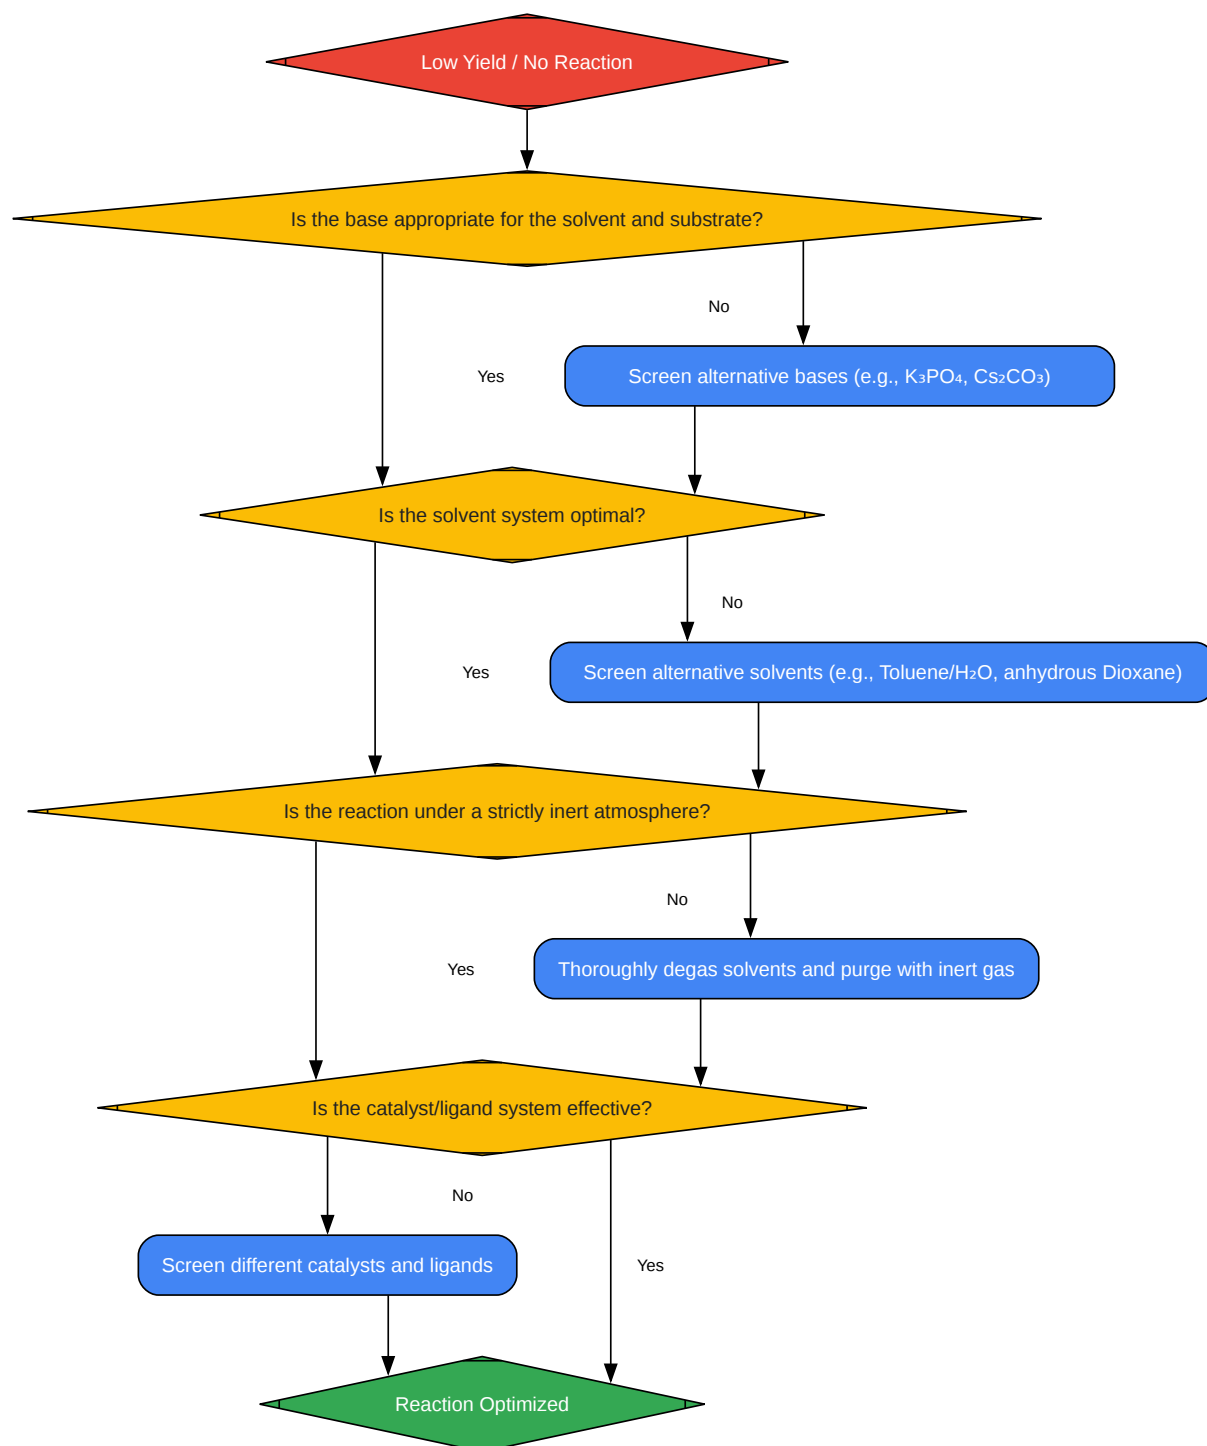 Low Yield / No Reaction
Is the base appropriate for the solvent and substrate?
No
Yes
Screen alternative bases (e.g., K₃PO₄, Cs₂CO₃)
Is the solvent system optimal?
No
Yes
Screen alternative solvents (e.g., Toluene/H₂O, anhydrous Dioxane)
Is the reaction under a strictly inert atmosphere?
No
Yes
Thoroughly degas solvents and purge with inert gas
Is the catalyst/ligand system effective?
No
Screen different catalysts and ligands
Yes
Reaction Optimized